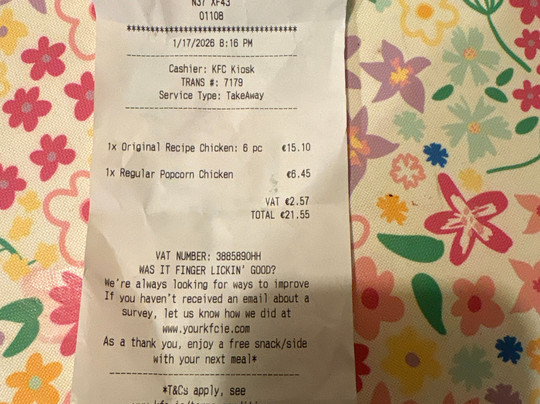 N37 XF43
01108
1/17/2026 8:16 PM
Cashier: KFC Kiosk
TRANS #: 7179
Service Type: TakeAway
1x Original Recipe Chicken: 6 pc €15.10
1x Regular Popcorn Chicken €6.45
VAT €2.57
TOTAL €21.55
VAT NUMBER: 3885890HH
WAS IT FINGER LICKIN' GOOD?
We're always looking for ways to improve
If you haven't received an email about a
survey, let us know how we did at
www.yourkfcie.com
As a thank you, enjoy a free snack/side
with your next meal*
*T&Cs apply, see